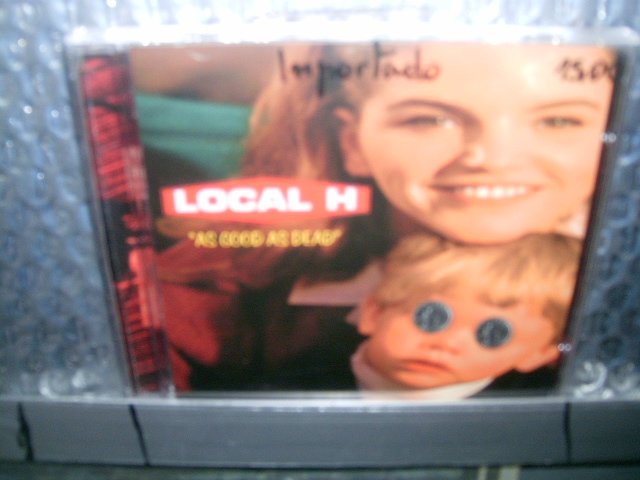 Importado 15.00
LOCAL H
"AS GOOD AS DEAD"